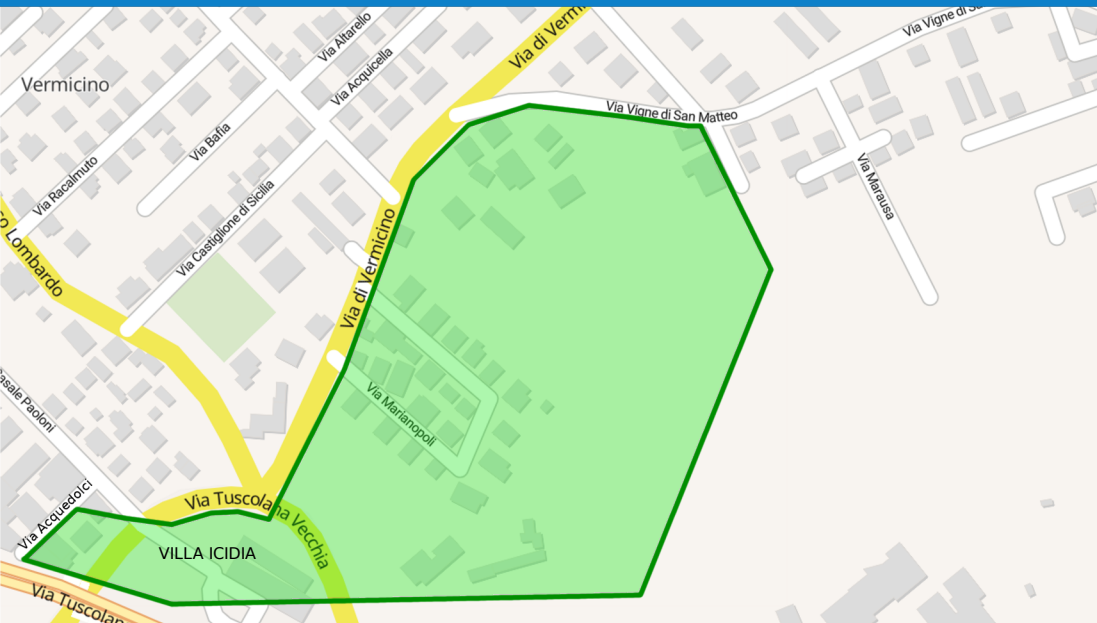 Via Altarello
Via Acquicella
Via di Vermi
Via Vigne di S
Vermicino
Via Vigne di San Matteo
Via Bafia
Via Racalmuto
Via Castiglione di Sicilia
Via Marausa
o Lombardo
Via di Vermicino
Via Marianopoli
asale Paoloni
Via Acquedolci
Via Tuscolana Vecchia
VILLA ICIDIA
Via Tuscolan